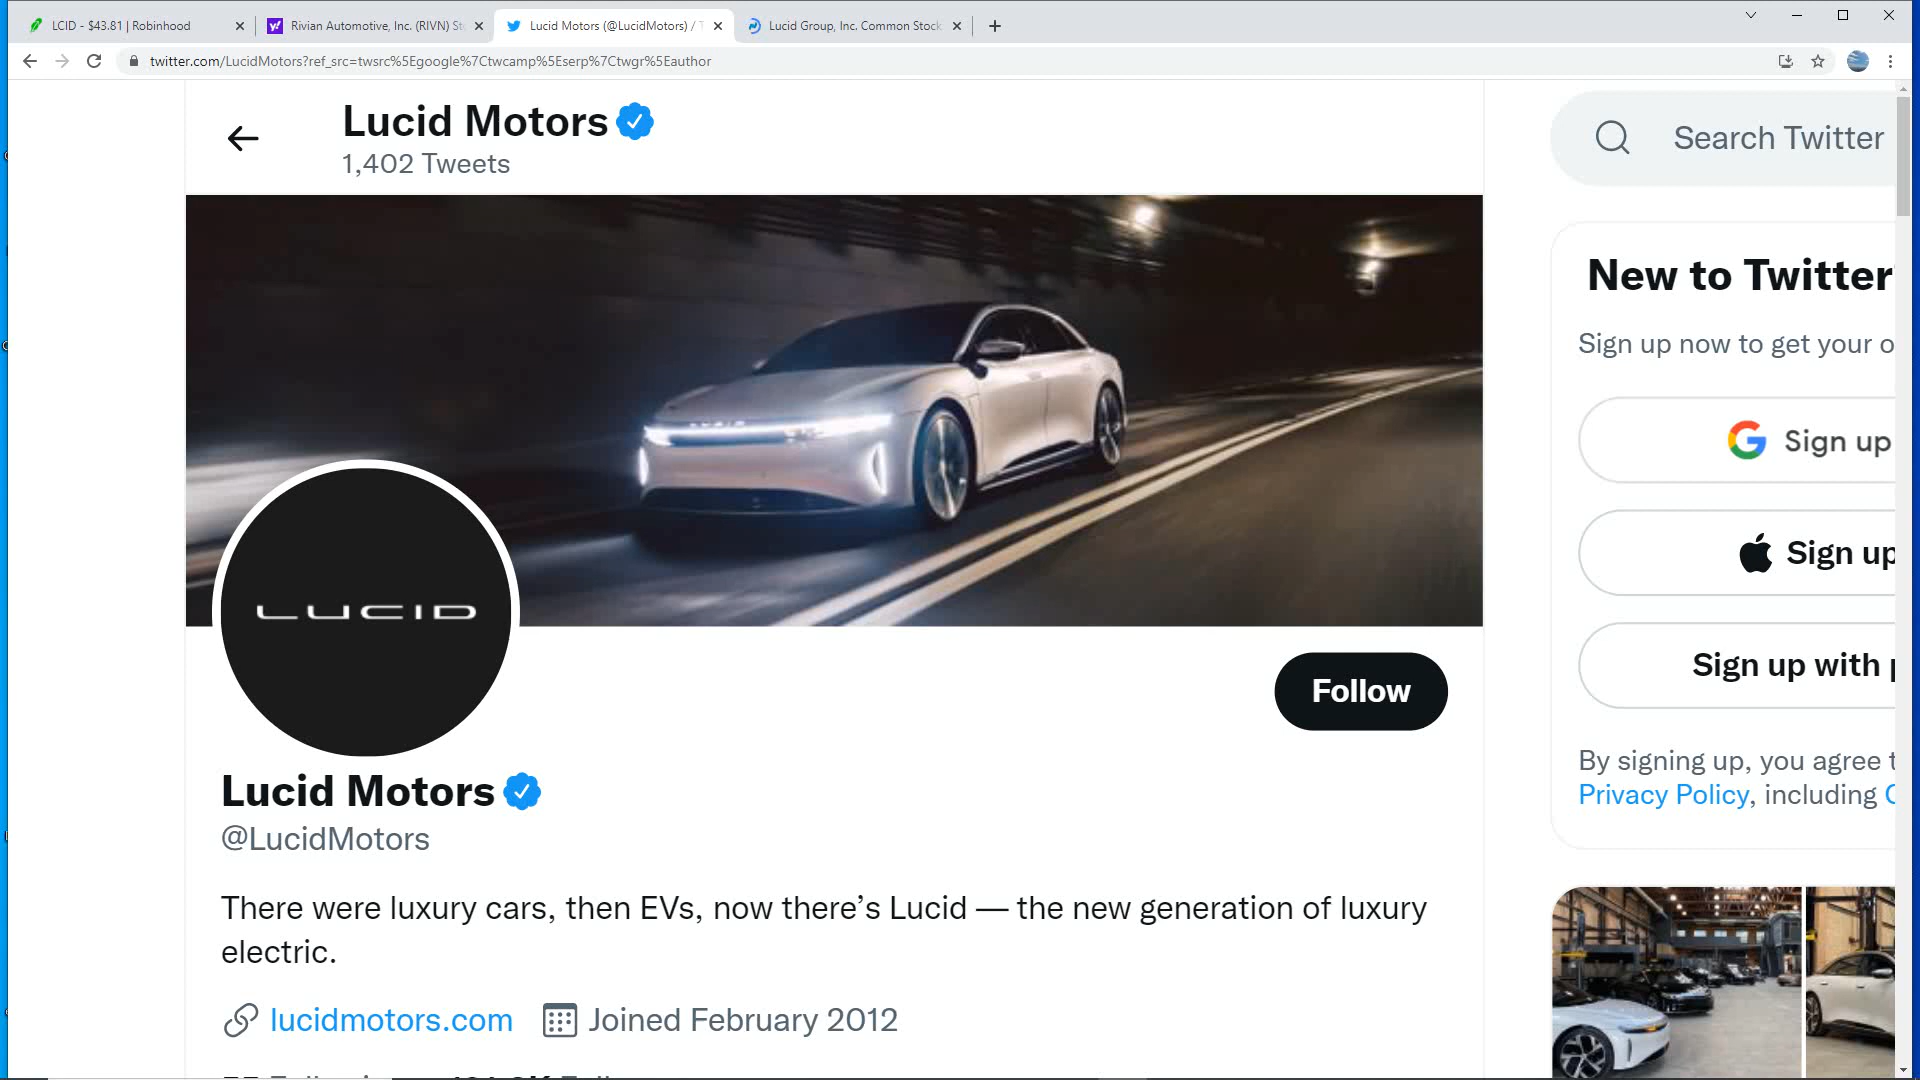 LCID - $43.81 | Robinhood
Rivian Automotive, Inc. (RIVN) St
Lucid Motors (@LucidMotors) / T
Lucid Group, Inc. Common Stock
twitter.com/LucidMotors?ref_src=twsrc%5Egoogle%7Ctwcamp%5Eserp%7Ctwgr%5Eauthor
Lucid Motors
1,402 Tweets
Search Twitter
LUCID
New to Twitter
Sign up now to get your o
Sign up
Sign up
Sign up with p
By signing up, you agree t
Privacy Policy, including
Follow
Lucid Motors
@LucidMotors
There were luxury cars, then EVs, now there’s Lucid — the new generation of luxury
electric.
lucidmotors.com Joined February 2012